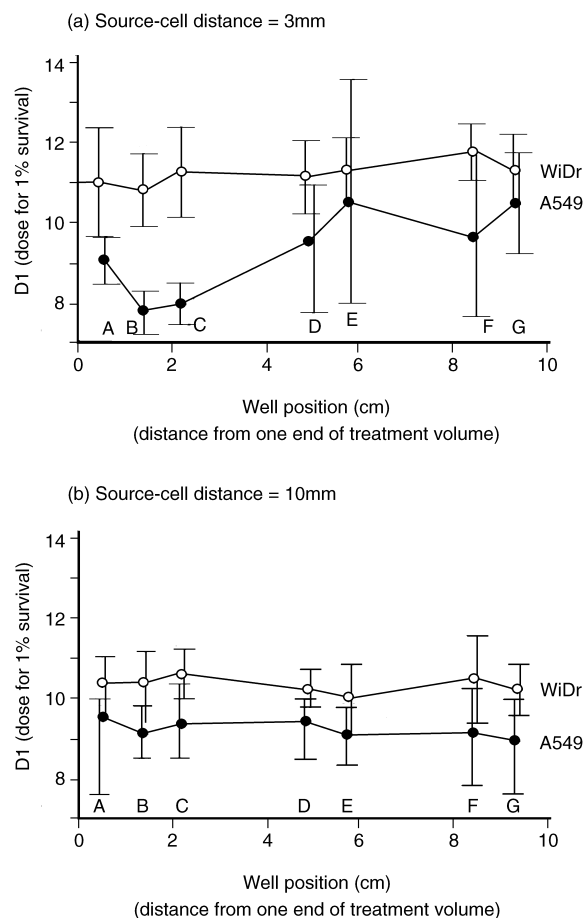 (a) Source-cell distance = 3mm
D1 (dose for 1% survival)
14
12
10
8
WiDr
A549
A B C D E F G
0 2 4 6 8 10
Well position (cm)
(distance from one end of treatment volume)
(b) Source-cell distance = 10mm
D1 (dose for 1% survival)
14
12
10
8
WiDr
A549
A B C D E F G
0 2 4 6 8 10
Well position (cm)
(distance from one end of treatment volume)